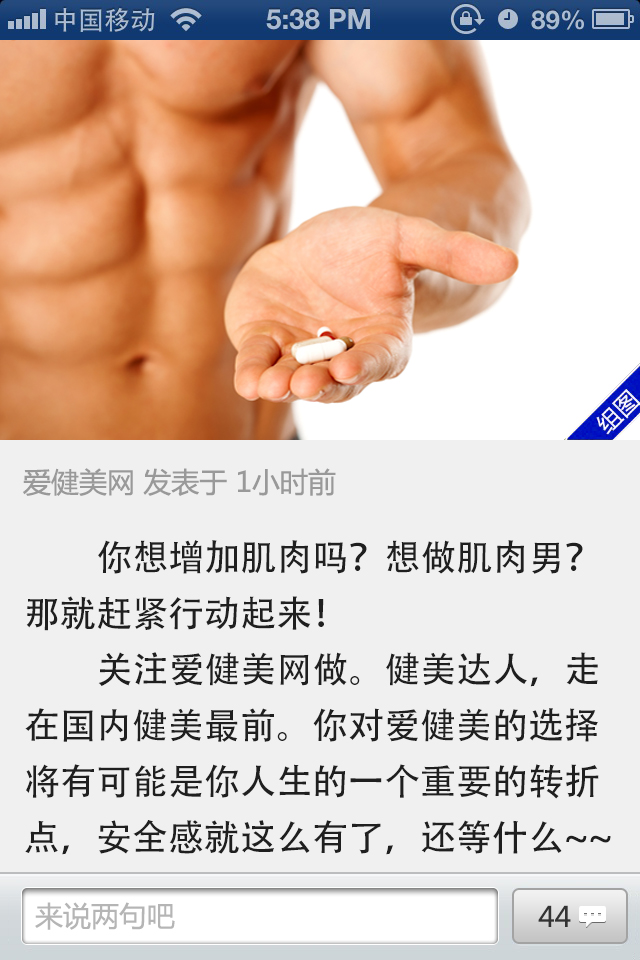 中国移动 5:38 PM 89%
组图
爱健美网 发表于 1小时前
你想增加肌肉吗？想做肌肉男？
那就赶紧行动起来！
关注爱健美网做。健美达人，走
在国内健美最前。你对爱健美的选择
将有可能是你人生的一个重要的转折
点，安全感就这么有了，还等什么~~
来说两句吧 44